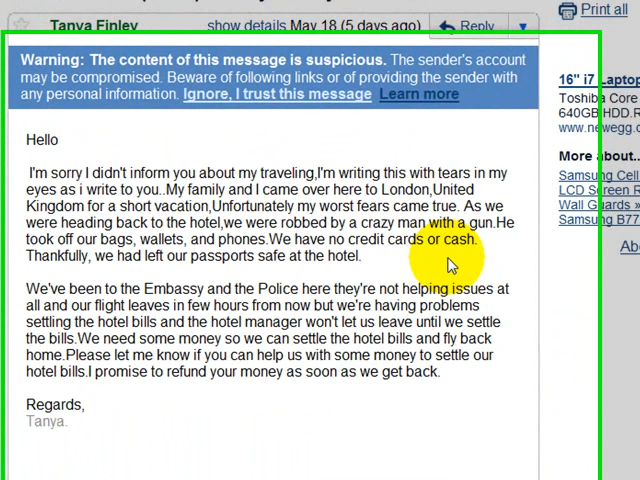 Print all
Tanya Finley show details May 18 (5 days ago) Reply
Warning: The content of this message is suspicious. The sender's account
may be compromised. Beware of following links or of providing the sender with
any personal information. Ignore, I trust this message Learn more
16" i7 Laptop
Toshiba Core
640GB HDD.R
www.newegg.c
More about...
Samsung Cell
LCD Screen R
Wall Guards »
Samsung B77
Abo
Hello
I'm sorry I didn't inform you about my traveling,I'm writing this with tears in my
eyes as i write to you..My family and I came over here to London,United
Kingdom for a short vacation,Unfortunately my worst fears came true. As we
were heading back to the hotel,we were robbed by a crazy man with a gun.He
took off our bags, wallets, and phones.We have no credit cards or cash.
Thankfully, we had left our passports safe at the hotel.
We've been to the Embassy and the Police here they're not helping issues at
all and our flight leaves in few hours from now but we're having problems
settling the hotel bills and the hotel manager won't let us leave until we settle
the bills.We need some money so we can settle the hotel bills and fly back
home.Please let me know if you can help us with some money to settle our
hotel bills.I promise to refund your money as soon as we get back.
Regards,
Tanya.